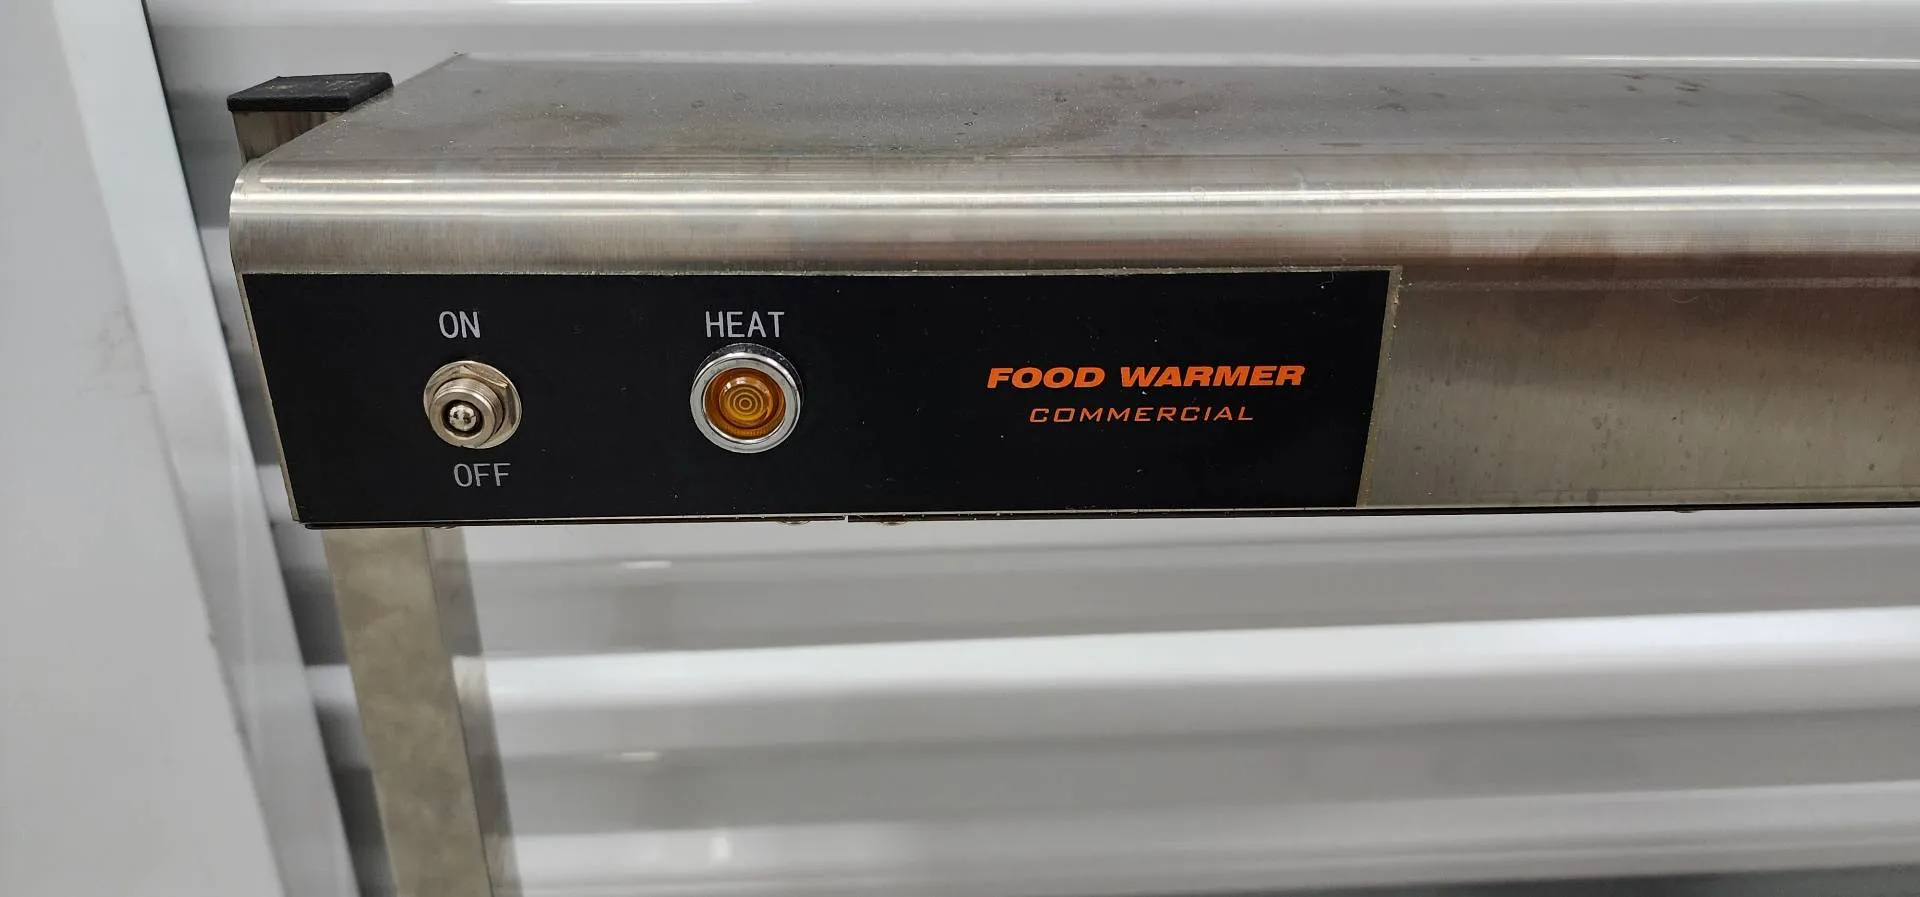 ON
HEAT
FOOD WARMER
COMMERCIAL
OFF